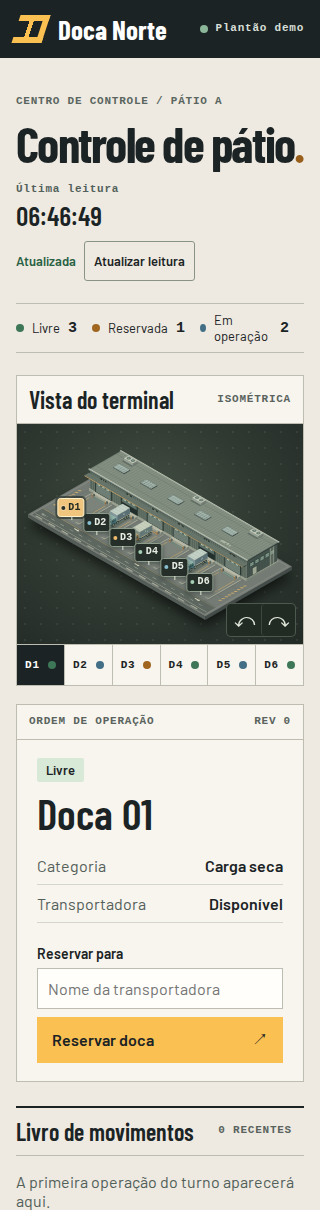 Doca Norte
Plantão demo
CENTRO DE CONTROLE / PÁTIO A
Controle de pátio.
Última leitura
06:46:49
Atualizada
Atualizar leitura
Livre 3
Reservada 1
Em operação 2
Vista do terminal
ISOMÉTRICA
D1
D2
D3
D4
D5
D6
D1 D2 D3 D4 D5 D6
ORDEM DE OPERAÇÃO
REV 0
Livre
Doca 01
Categoria Carga seca
Transportadora Disponível
Reservar para
Nome da transportadora
Reservar doca ↗
Livro de movimentos
0 RECENTES
A primeira operação do turno aparecerá
aqui.